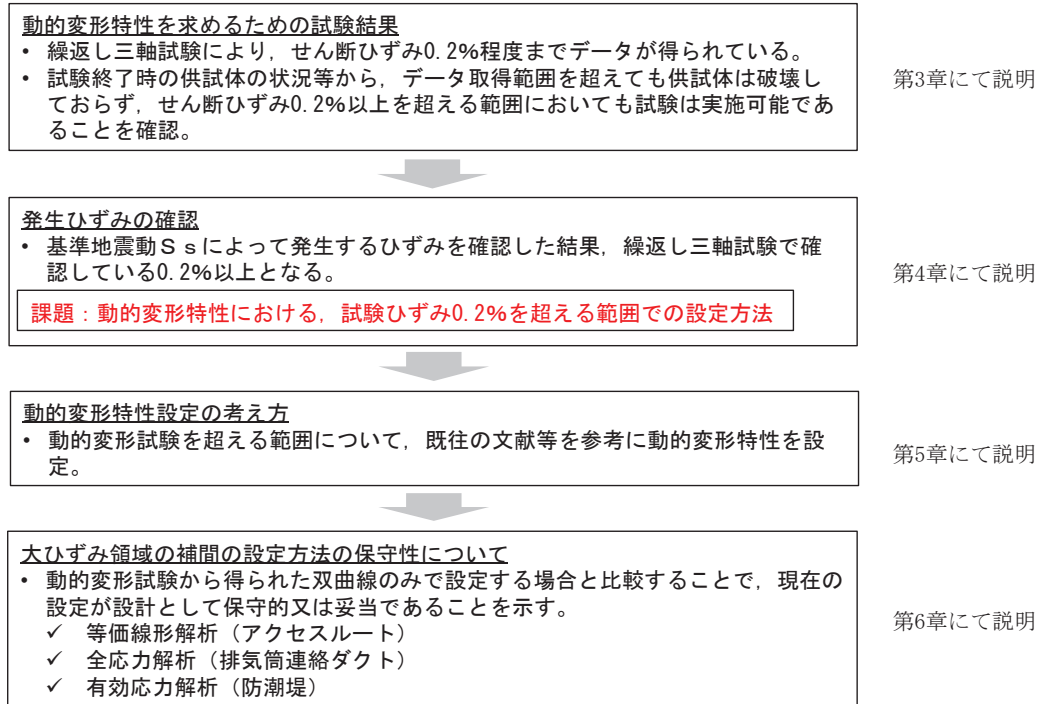 動的変形特性を求めるための試験結果
• 繰返し三軸試験により，せん断ひずみ0.2%程度までデータが得られている。
• 試験終了時の供試体の状況等から，データ取得範囲を超えても供試体は破壊し
ておらず，せん断ひずみ0.2%以上を超える範囲においても試験は実施可能であ
ることを確認。
第3章にて説明
発生ひずみの確認
• 基準地震動Ｓｓによって発生するひずみを確認した結果，繰返し三軸試験で確
認している0.2%以上となる。
課題：動的変形特性における，試験ひずみ0.2%を超える範囲での設定方法
第4章にて説明
動的変形特性設定の考え方
• 動的変形試験を超える範囲について，既往の文献等を参考に動的変形特性を設
定。
第5章にて説明
大ひずみ領域の補間の設定方法の保守性について
• 動的変形試験から得られた双曲線のみで設定する場合と比較することで，現在の
設定が設計として保守的又は妥当であることを示す。
✓ 等価線形解析（アクセスルート）
✓ 全応力解析（排気筒連絡ダクト）
✓ 有効応力解析（防潮堤）
第6章にて説明